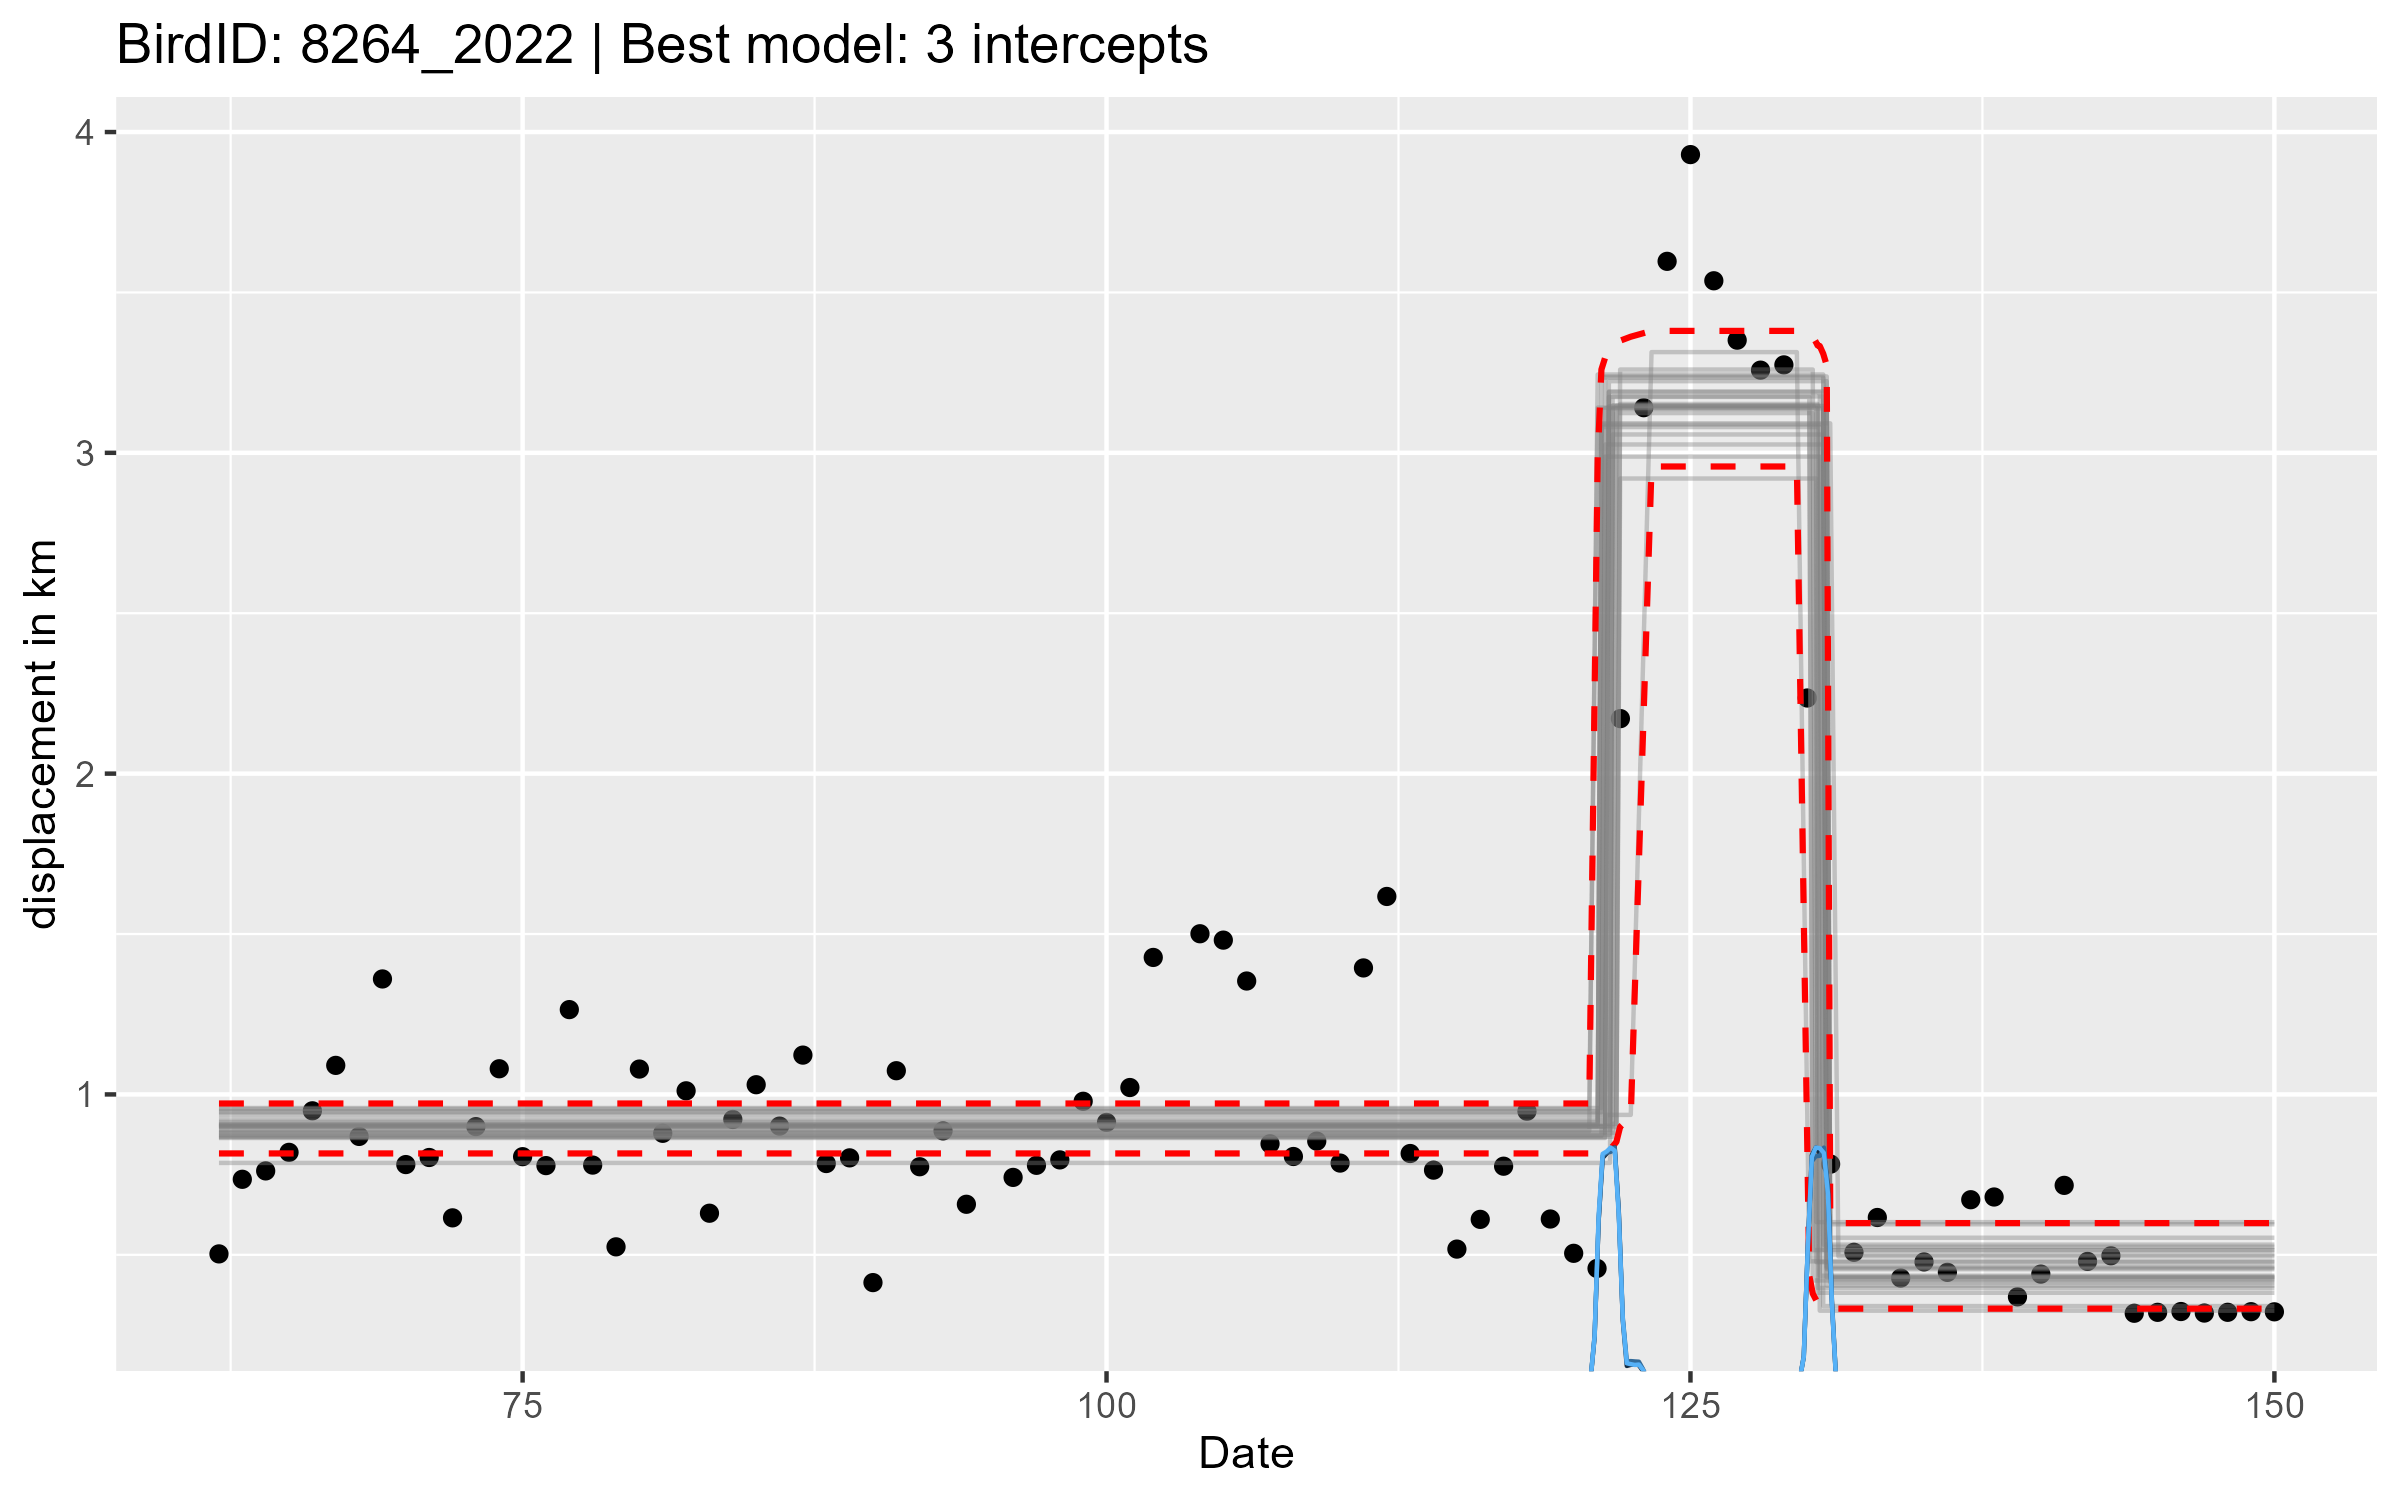 BirdID: 8264_2022 | Best model: 3 intercepts
4
3
2
1
displacement in km
75
100
125
150
Date